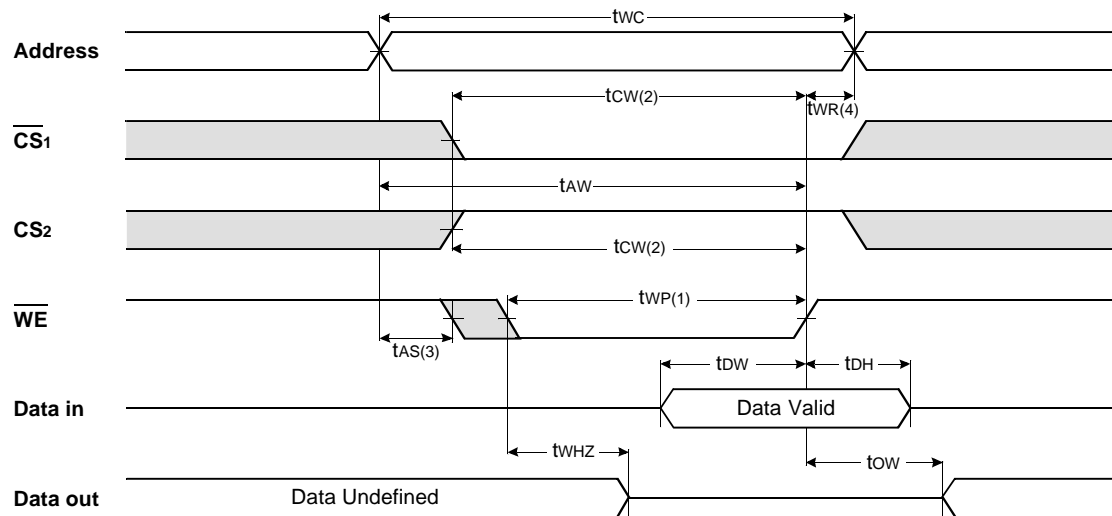 tWC
Address
tCW(2)
tWR(4)
CS1
tAW
CS2
tCW(2)
tWP(1)
WE
tAS(3)
tDW
tDH
Data in
Data Valid
tWHZ
tOW
Data out
Data Undefined